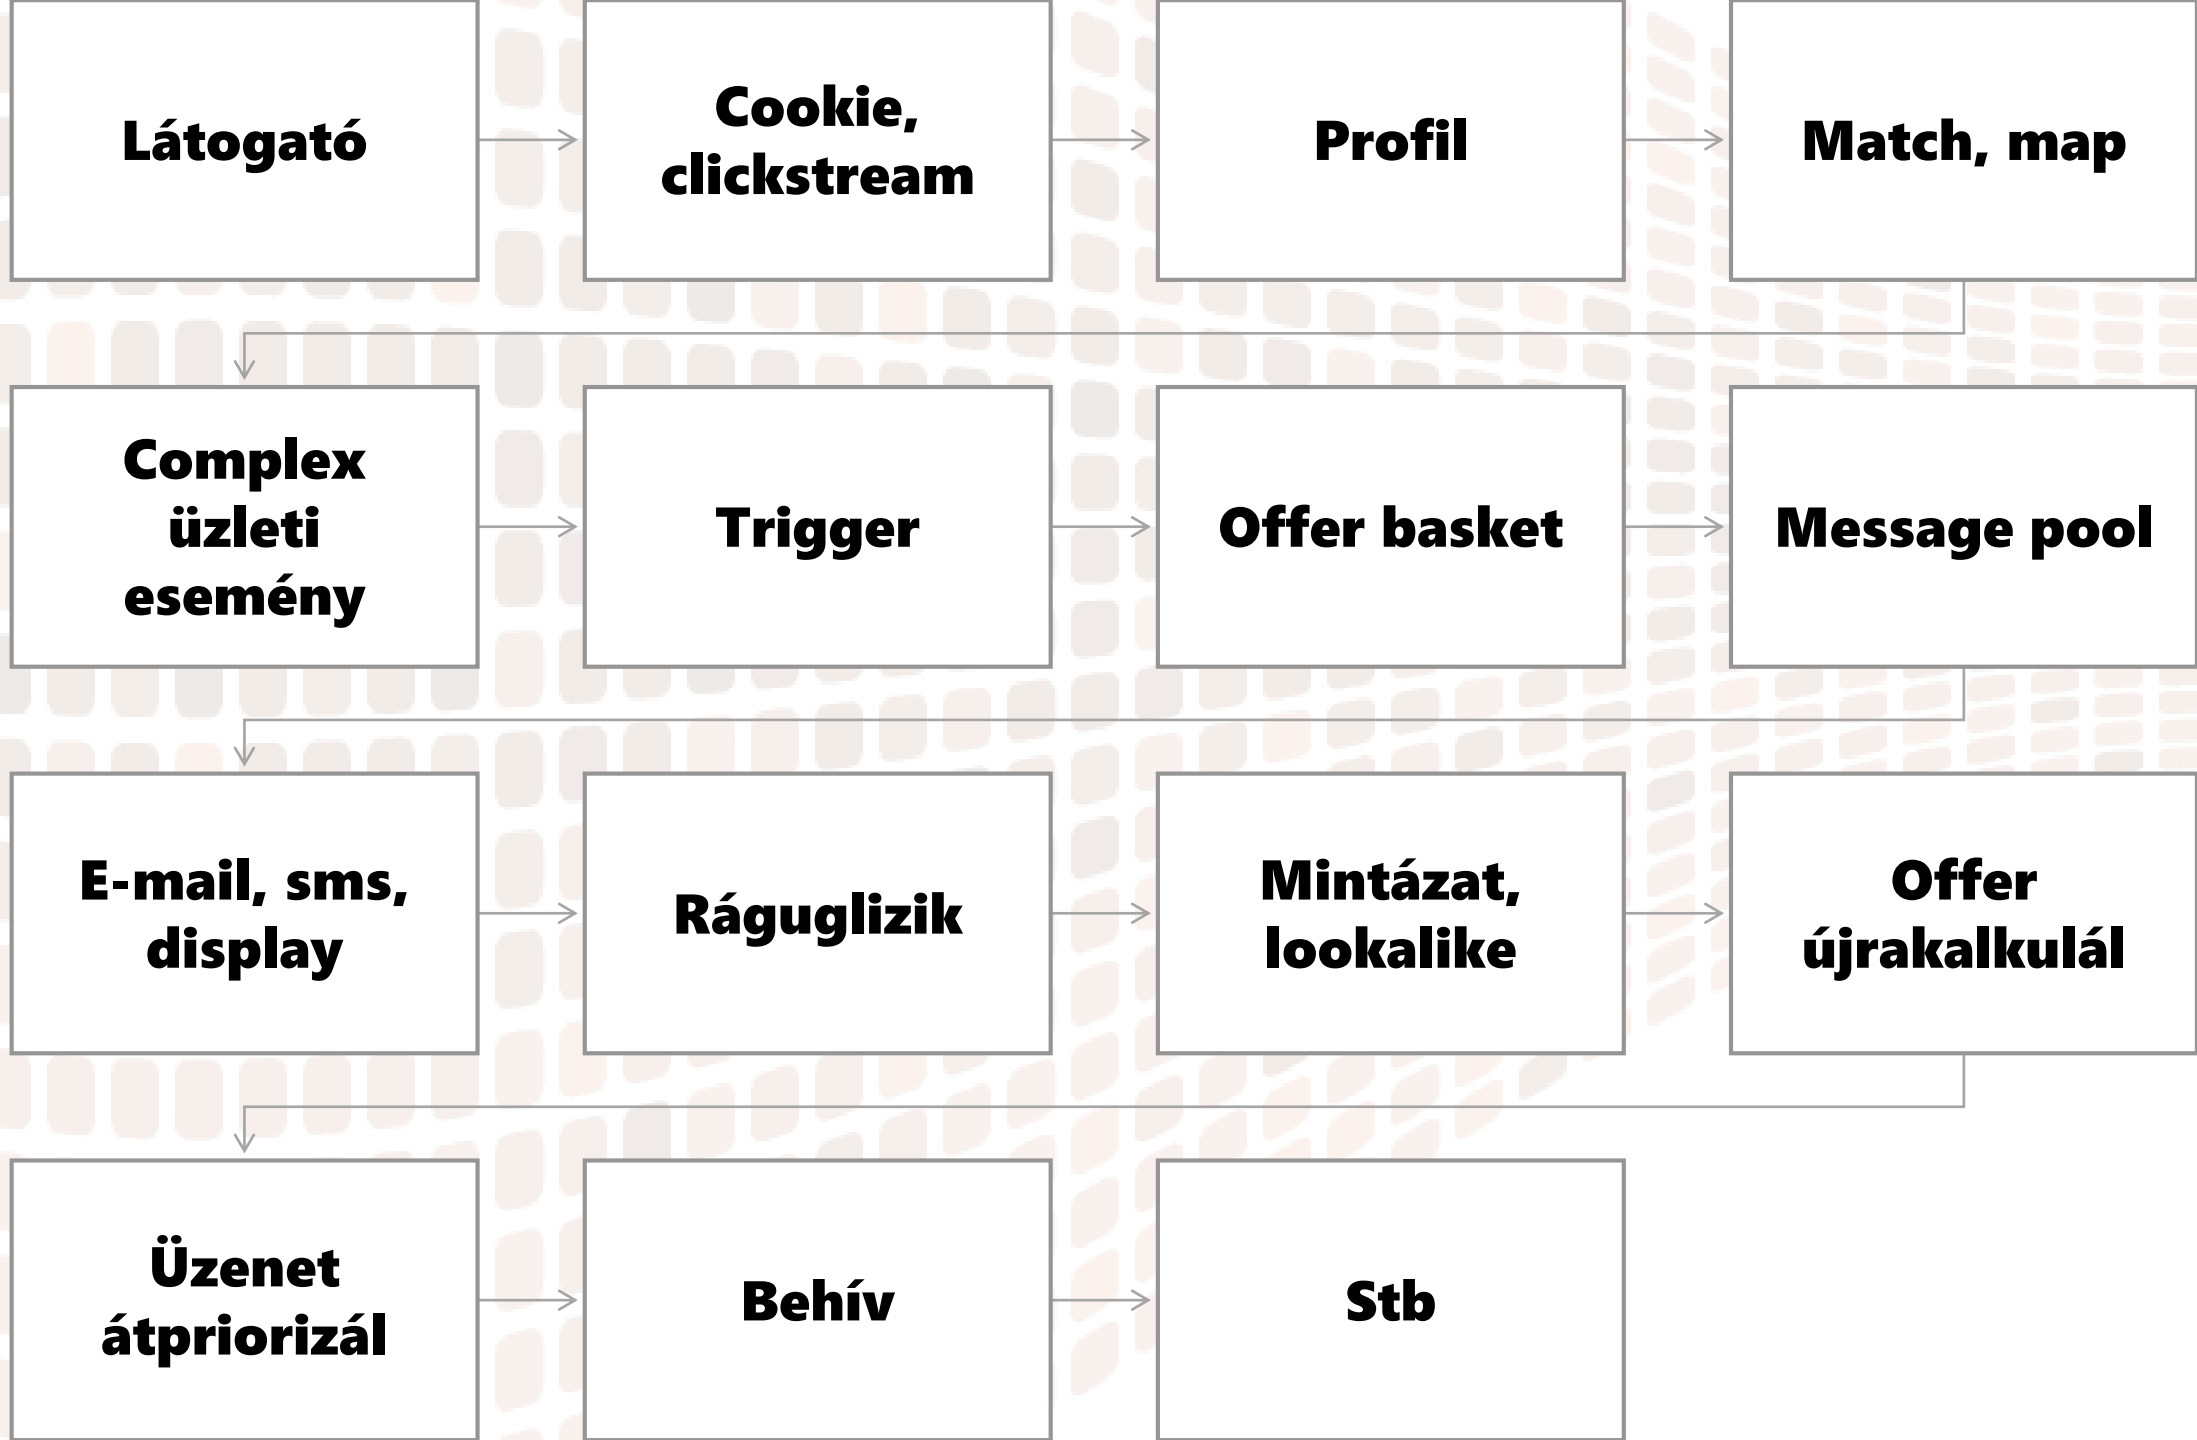 Látogató
Cookie,
clickstream
Profil
Match, map
Complex
üzleti
esemény
Trigger
Offer basket
Message pool
E-mail, sms,
display
Ráguglizik
Mintázat,
lookalike
Offer
újrakalkulál
Üzenet
átpriorizál
Behív
Stb